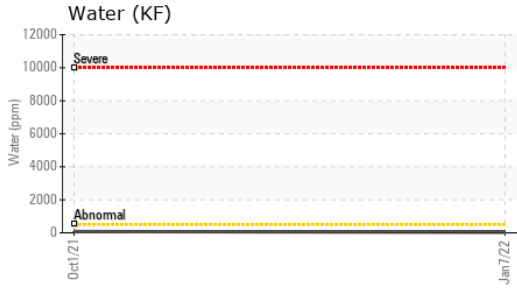 Water (KF)
12000
10000
8000
6000
4000
2000
0
Water (ppm)
Severe
Abnormal
Oct1/21
Jan7/22